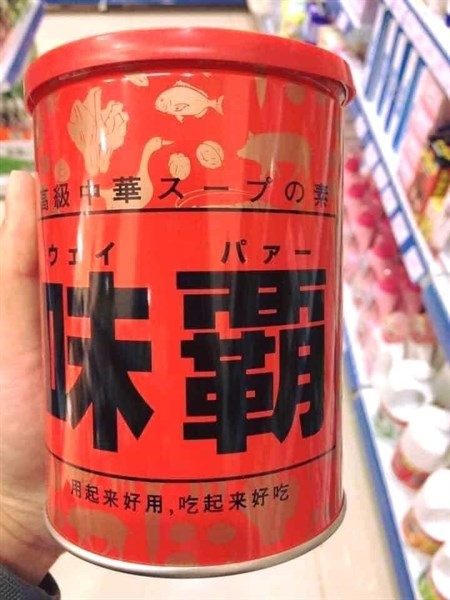 高級中華スープの素
ウェイ パァー
味覇
用起来好用,吃起来好吃